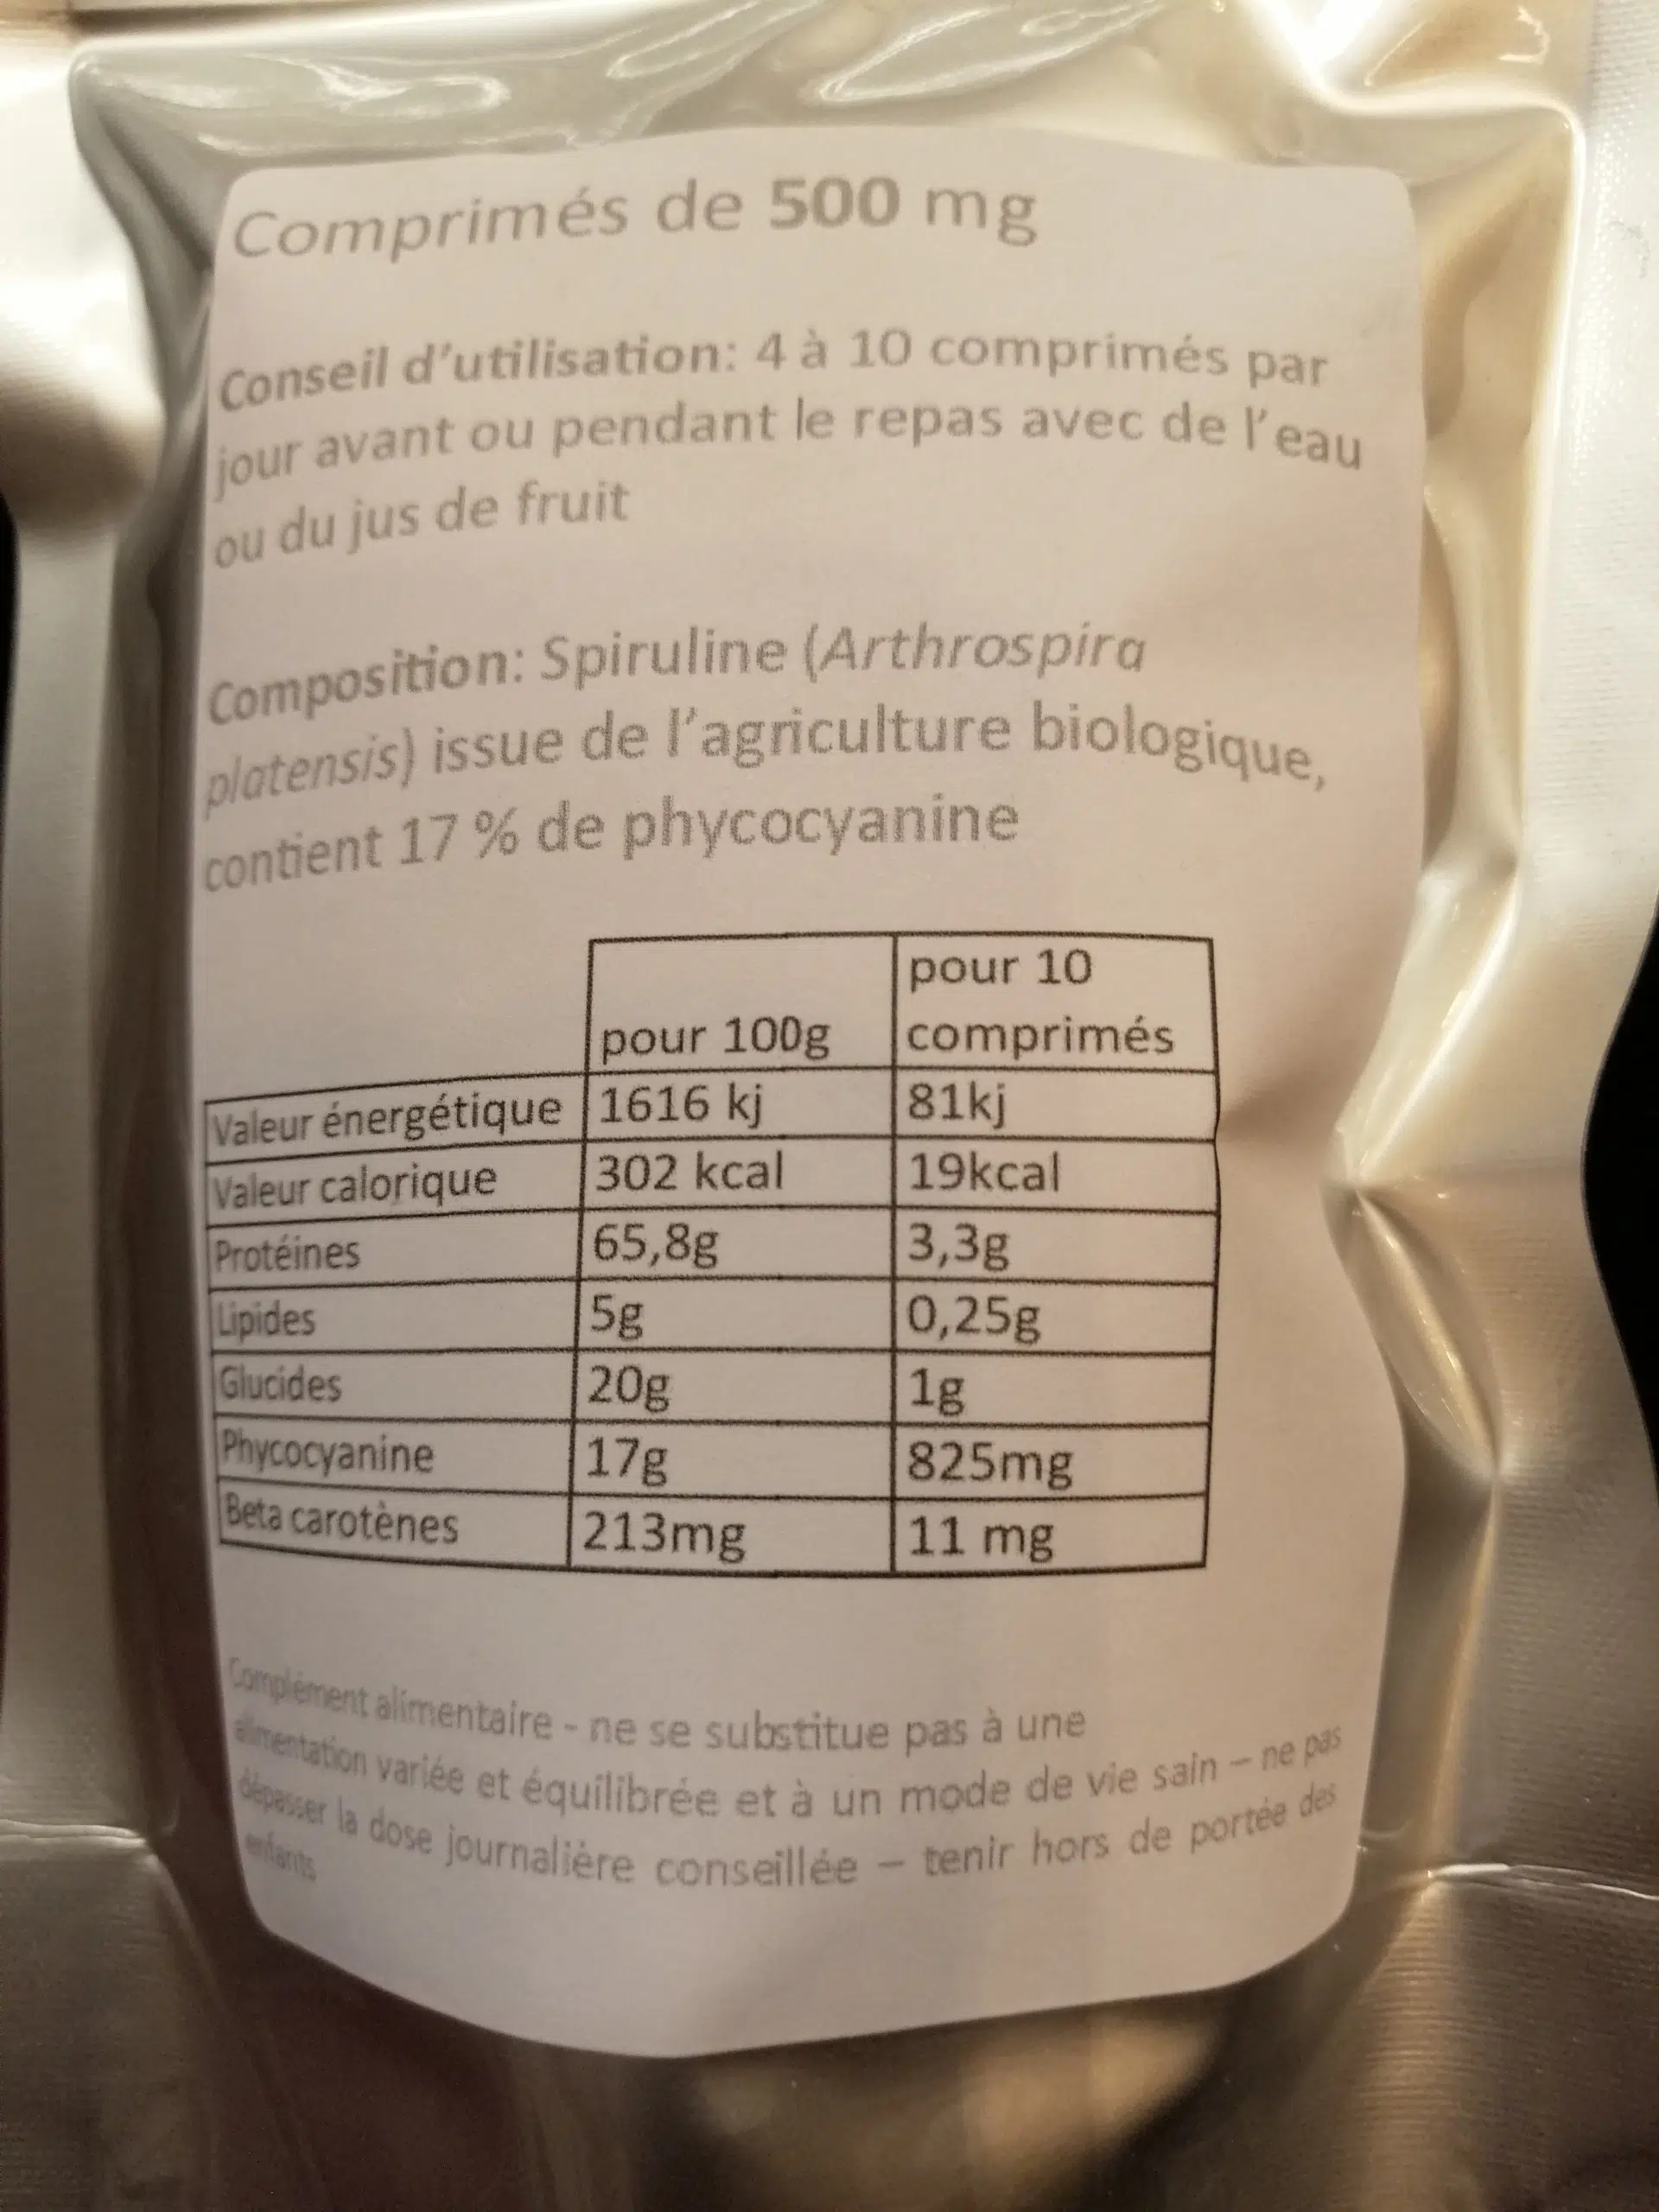 Comprimés de 500 mg
Conseil d'utilisation: 4 à 10 comprimés par
jour avant ou pendant le repas avec de l'eau
ou du jus de fruit
Composition: Spiruline (Arthrospira
platensis) issue de l'agriculture biologique,
contient 17 % de phycocyanine
pour 100g pour 10 comprimés
Valeur énergétique 1616 kj 81kj
Valeur calorique 302 kcal 19kcal
Protéines 65,8g 3,3g
Lipides 5g 0,25g
Glucides 20g 1g
Phycocyanine 17g 825mg
Beta carotènes 213mg 11 mg
Complément alimentaire - ne se substitue pas à une
alimentation variée et équilibrée et à un mode de vie sain – ne pas
dépasser la dose journalière conseillée – tenir hors de portée des
enfants